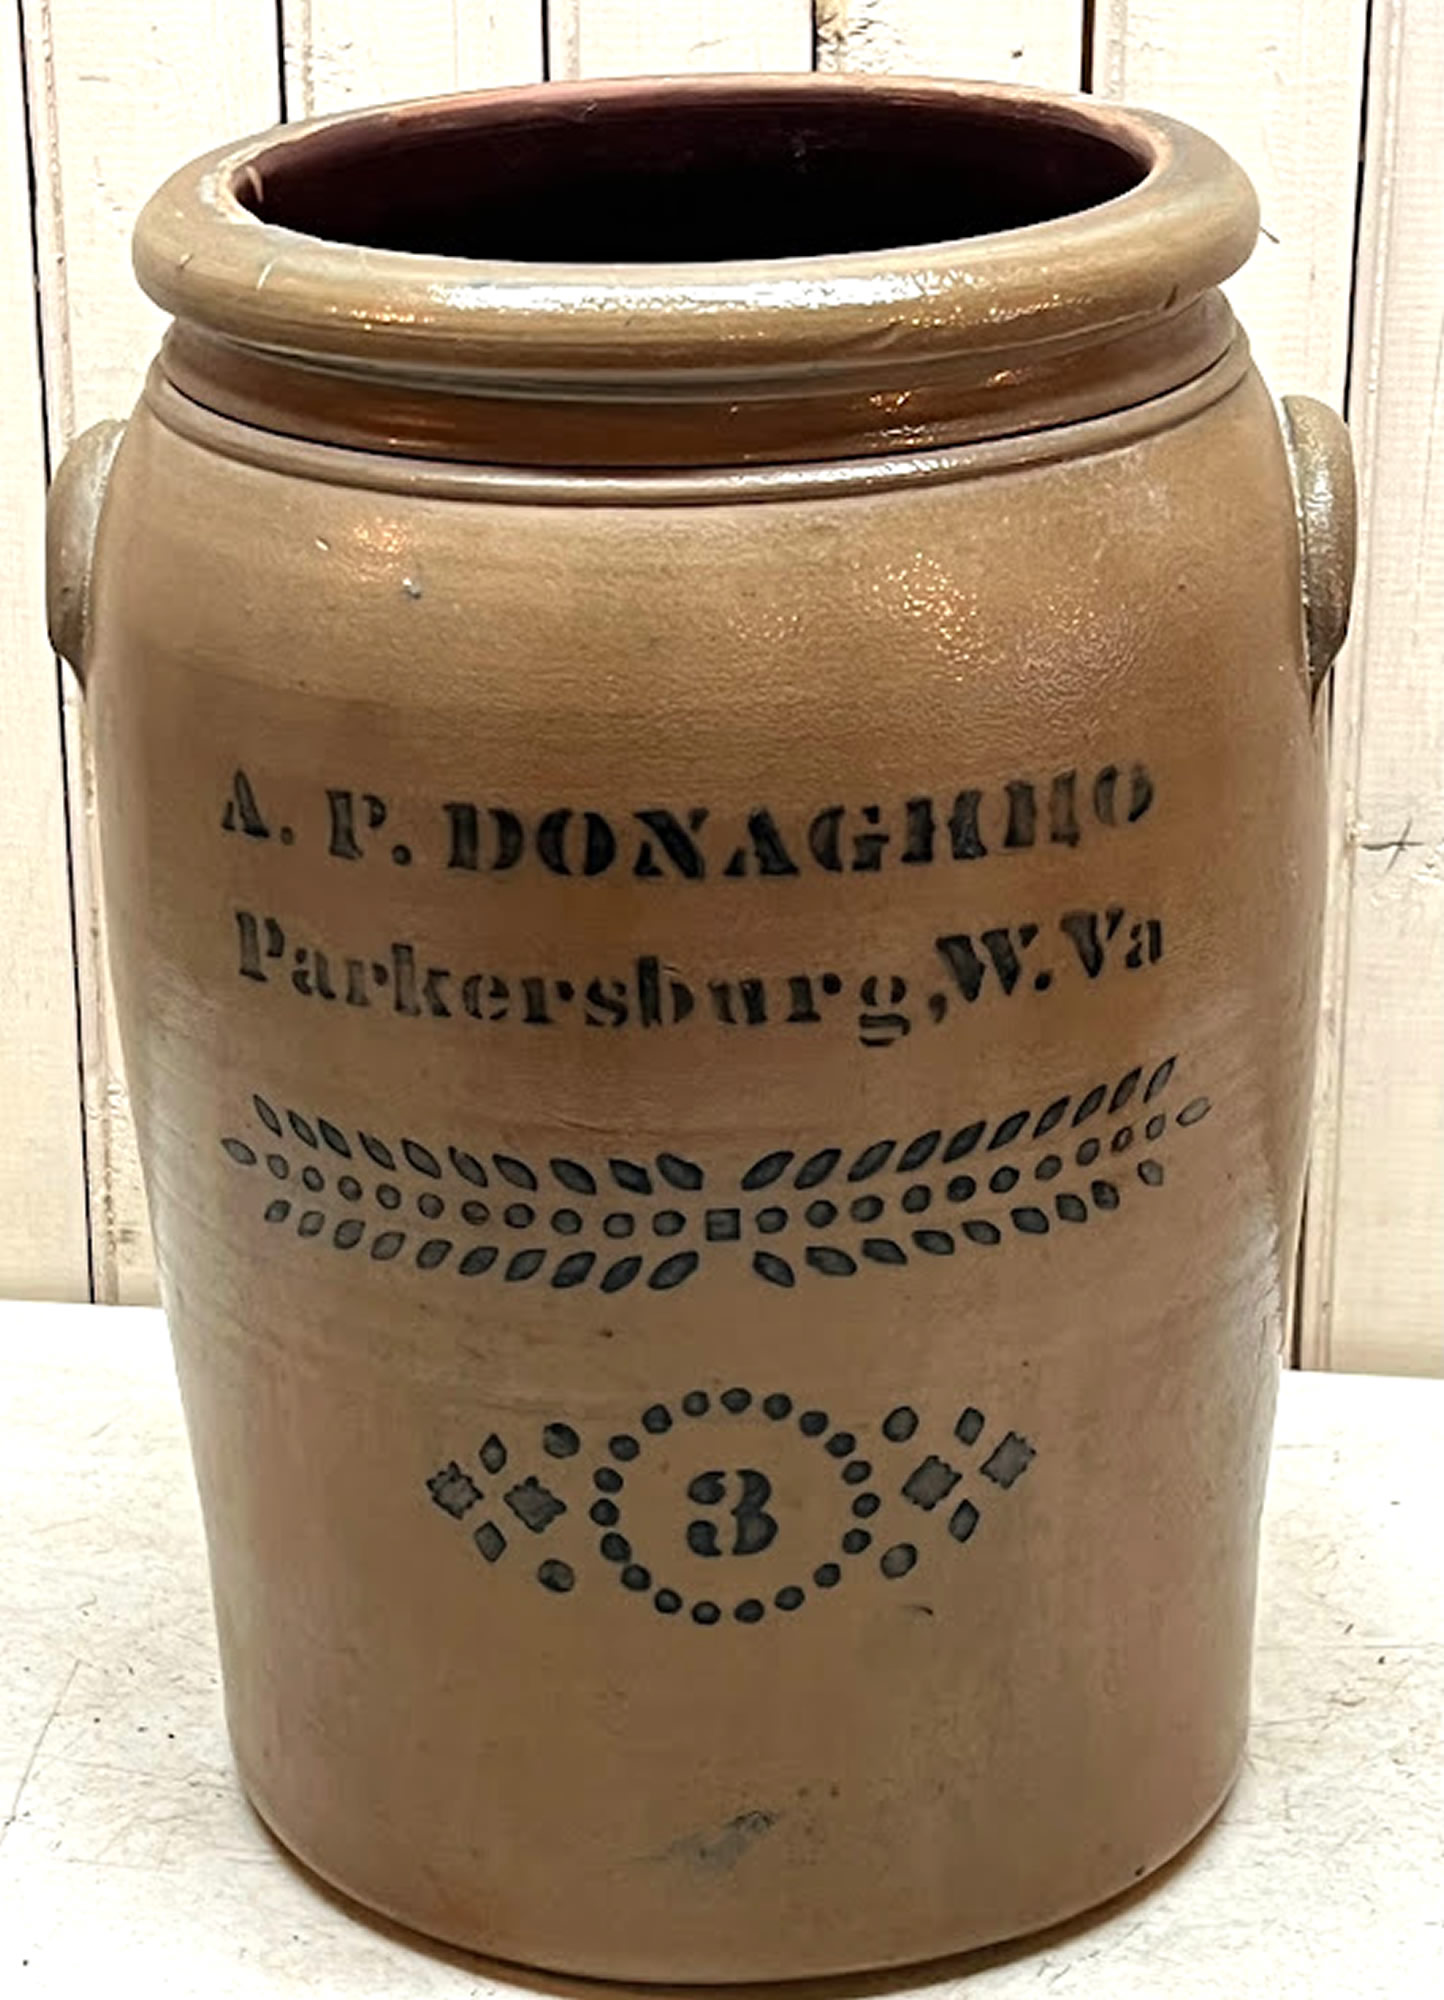 A. P. DONAGHHO
Parkersburg, W. Va
3